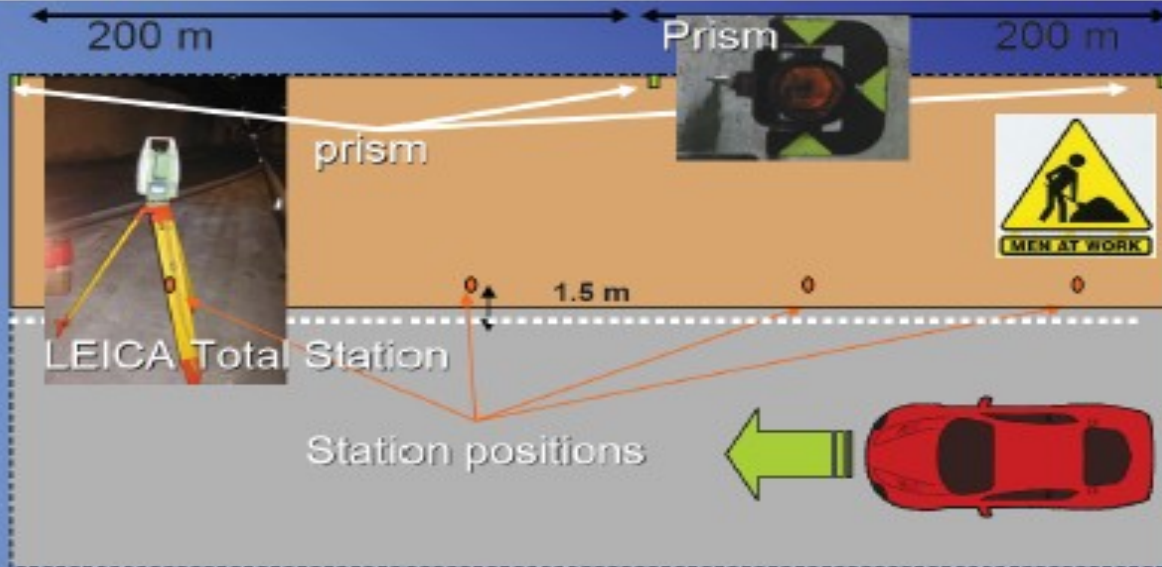 200 m
Prism
200 m
prism
MEN AT WORK
1.5 m
LEICA Total Station
Station positions